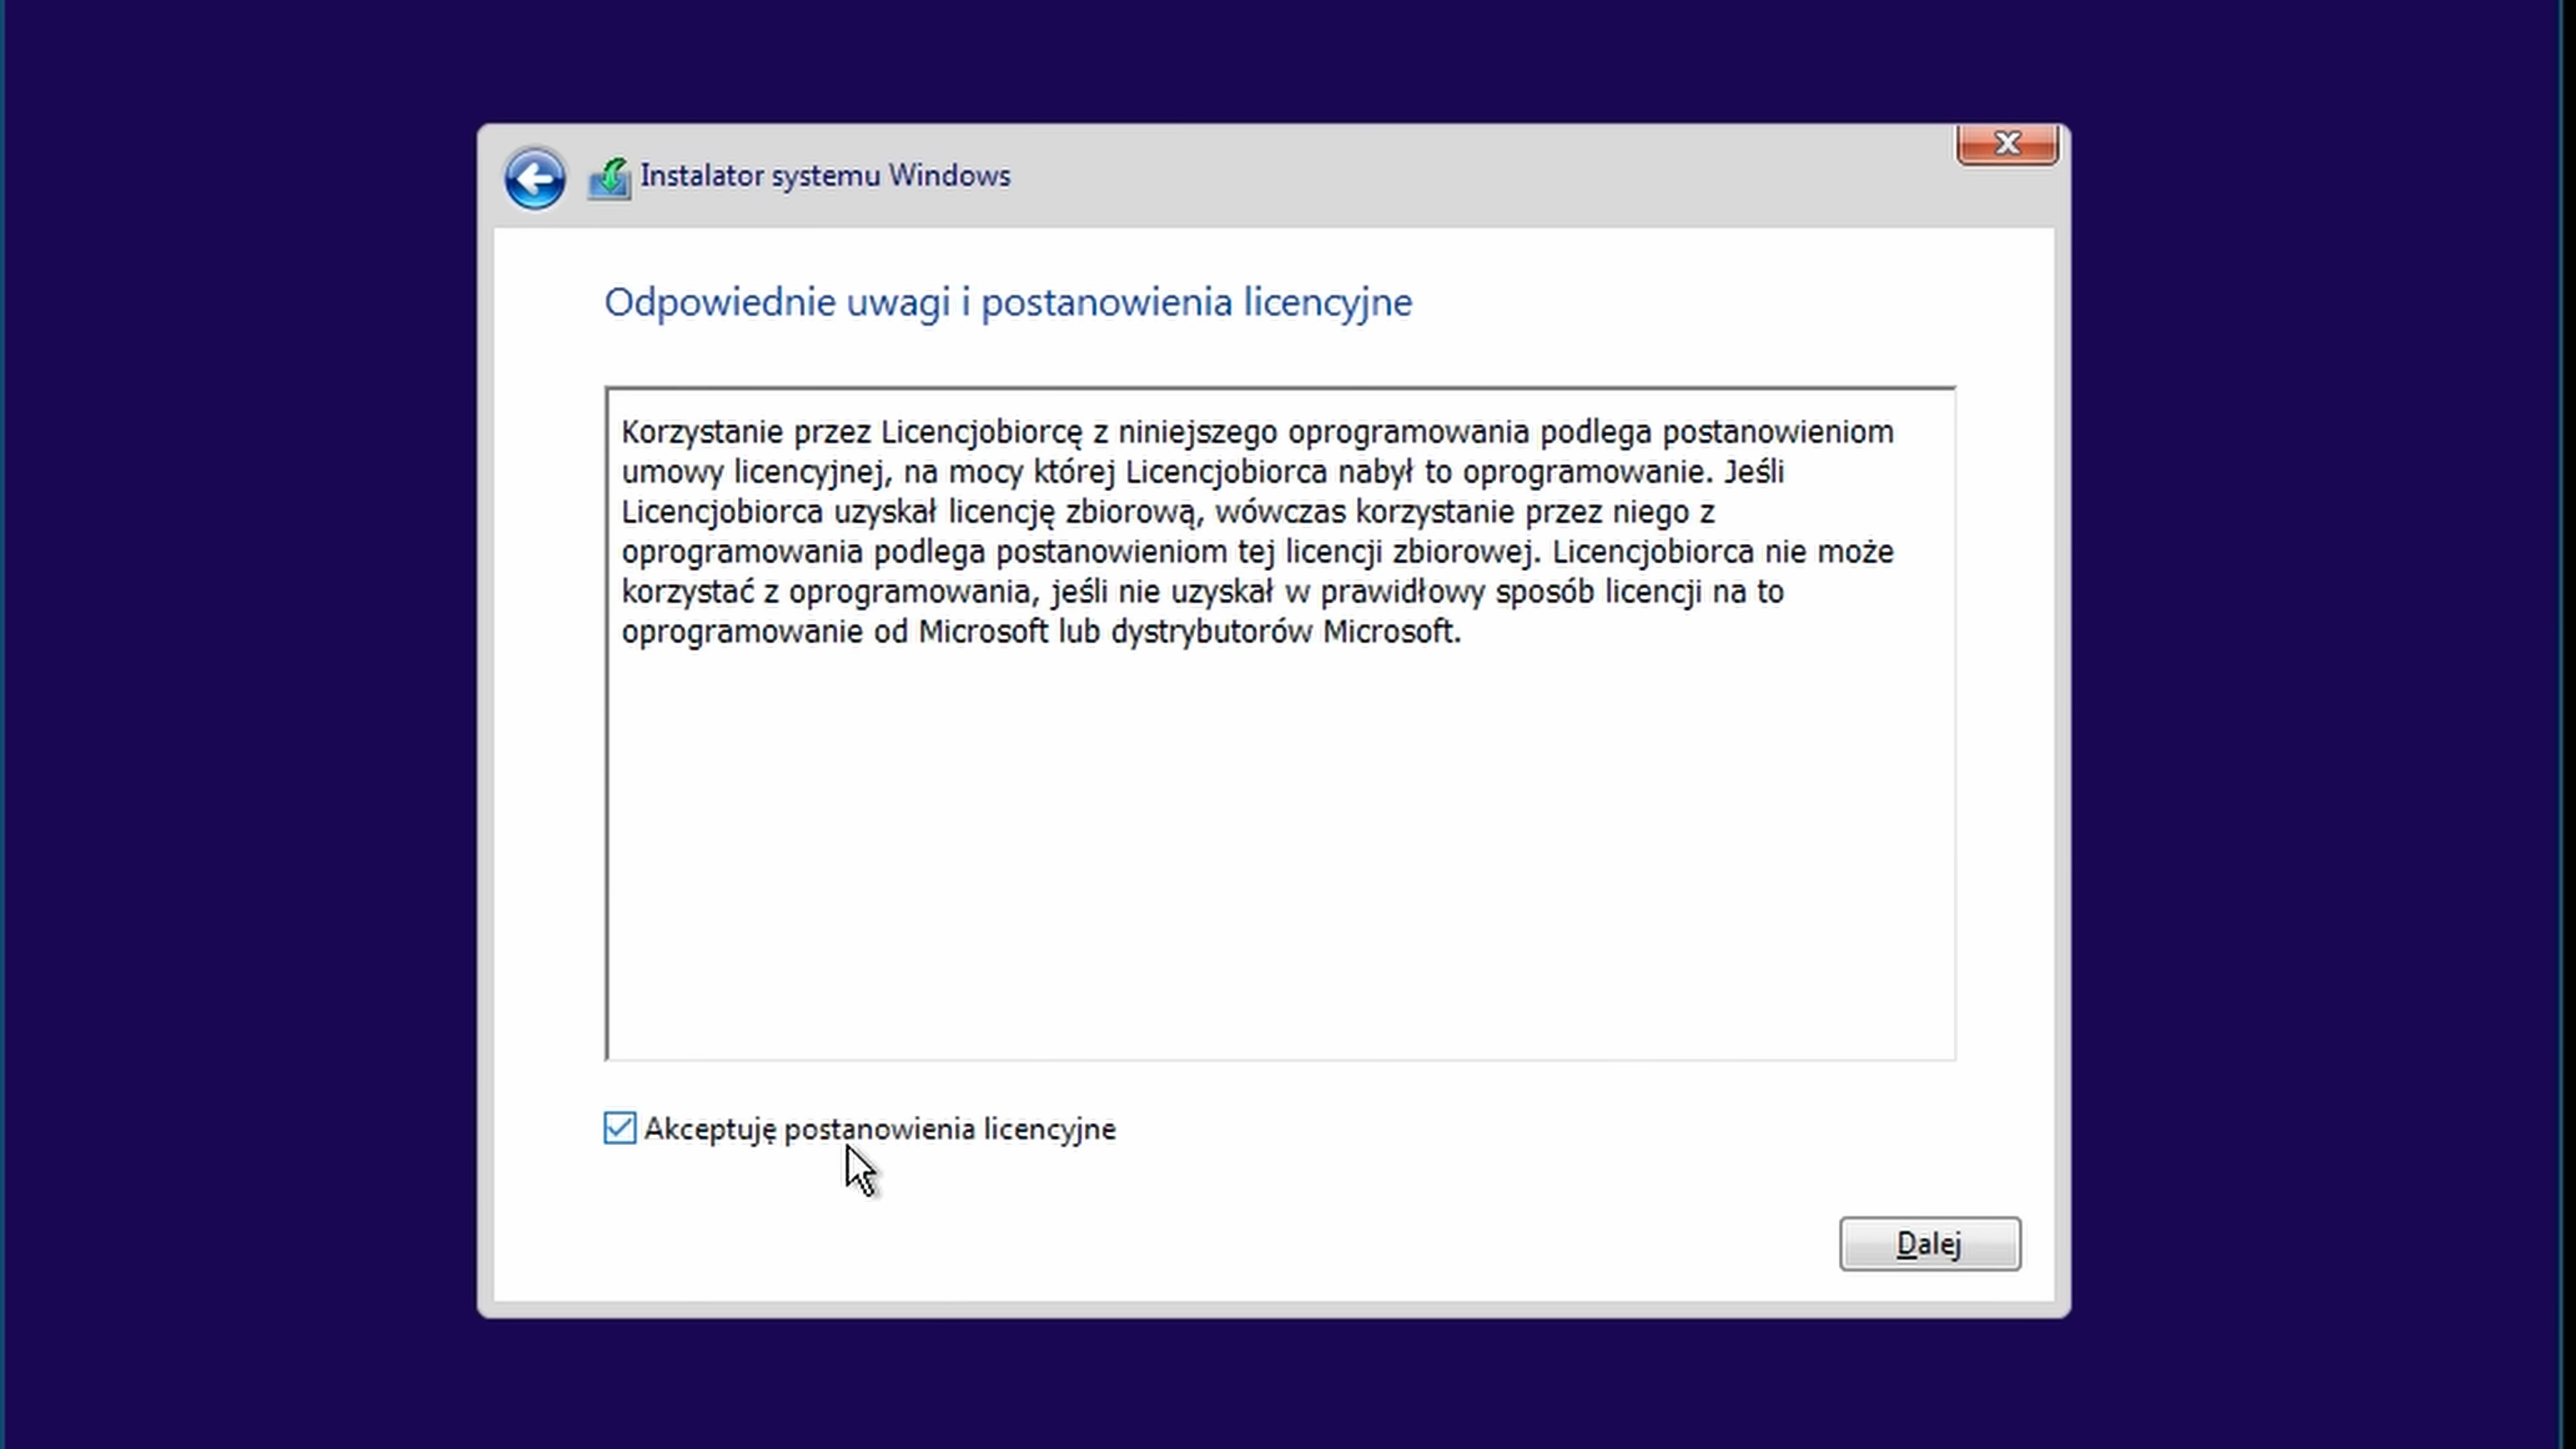 Instalator systemu Windows
Odpowiednie uwagi i postanowienia licencyjne
Korzystanie przez Licencjobiorcę z niniejszego oprogramowania podlega postanowieniom
umowy licencyjnej, na mocy której Licencjobiorca nabył to oprogramowanie. Jeśli
Licencjobiorca uzyskał licencję zbiorową, wówczas korzystanie przez niego z
oprogramowania podlega postanowieniom tej licencji zbiorowej. Licencjobiorca nie może
korzystać z oprogramowania, jeśli nie uzyskał w prawidłowy sposób licencji na to
oprogramowanie od Microsoft lub dystrybutorów Microsoft.
Akceptuję postanowienia licencyjne
Dalej